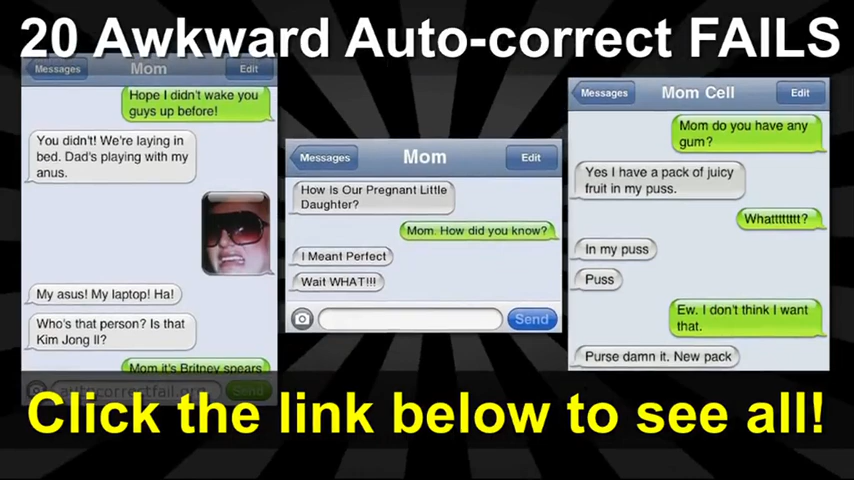 20 Awkward Auto-correct FAILS
Messages
Mom
Edit
Hope I didn't wake you
guys up before!
You didn't! We're laying in
bed. Dad's playing with my
anus.
My asus! My laptop! Ha!
Who's that person? Is that
Kim Jong Il?
Mom it's Britney spears
autocorrectfail.org
Send
Messages
Mom
Edit
How Is Our Pregnant Little
Daughter?
Mom. How did you know?
I Meant Perfect
Wait WHAT!!!
Send
Messages
Mom Cell
Edit
Mom do you have any
gum?
Yes I have a pack of juicy
fruit in my puss.
Whatttttttt?
In my puss
Puss
Ew. I don't think I want
that.
Purse damn it. New pack
Click the link below to see all!